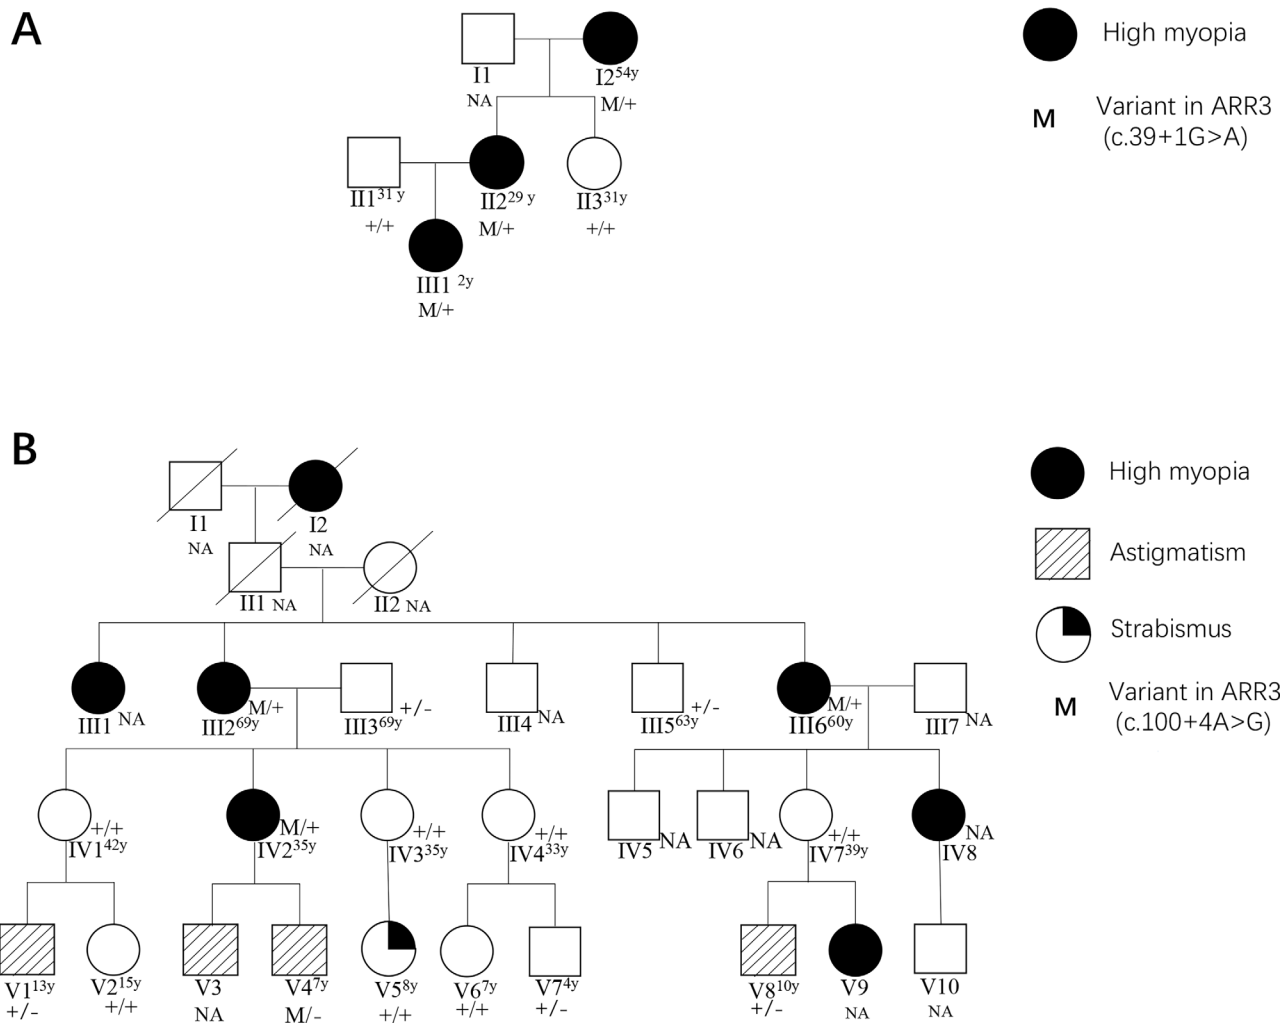 A
High myopia
I1
I2 54y
NA
M/+
M
Variant in ARR3
(c.39+1G>A)
II1 31 y
II2 29 y
II3 31y
+/+
M/+
+/+
III1 2y
M/+
B
High myopia
I1
I2
NA
NA
Astigmatism
II1 NA
II2 NA
Strabismus
M/+
+/-
M/+
III1 NA
III2 69y
III3 69y
III4 NA
III5 63y +/-
III6 60y
III7 NA
M
Variant in ARR3
(c.100+4A>G)
+/+
M/+
+/+
+/+
NA
NA
+/+
NA
IV1 42y
IV2 35y
IV3 35y
IV4 33y
IV5
IV6
IV7 39y
IV8
V1 13y
V2 15y
V3
V4 7y
V5 8y
V6 7y
V7 4y
V8 10y
V9
V10
+/-
+/+
NA
M/-
+/+
+/+
+/-
+/-
NA
NA